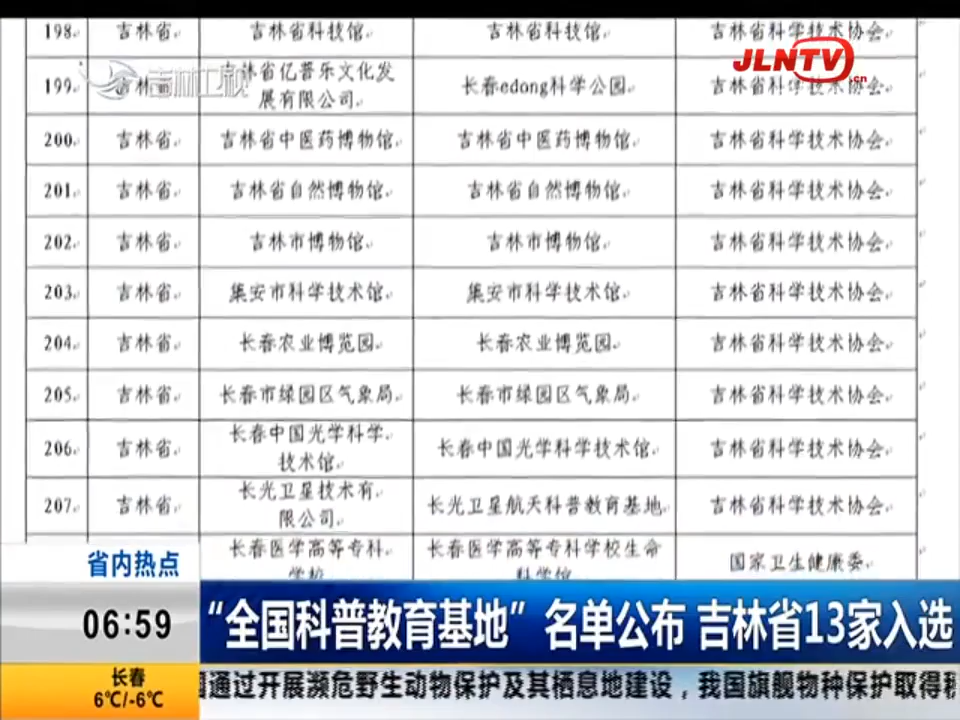 198 吉林省 吉林省科技馆 吉林省科技馆 吉林省科学技术协会
JLNTV.cn
吉林卫视
199 吉林省 吉林省亿普乐文化发 长春edong科学公园 吉林省科学技术协会
展有限公司
200 吉林省 吉林省中医药博物馆 吉林省中医药博物馆 吉林省科学技术协会
201 吉林省 吉林省自然博物馆 吉林省自然博物馆 吉林省科学技术协会
202 吉林省 吉林市博物馆 吉林市博物馆 吉林省科学技术协会
203 吉林省 集安市科学技术馆 集安市科学技术馆 吉林省科学技术协会
204 吉林省 长春农业博览园 长春农业博览园 吉林省科学技术协会
205 吉林省 长春市绿园区气象局 长春市绿园区气象局 吉林省科学技术协会
206 吉林省 长春中国光学科学 长春中国光学科学技术馆 吉林省科学技术协会
技术馆
207 吉林省 长光卫星技术有 长光卫星航天科普教育基地 吉林省科学技术协会
限公司
长春医学高等专科 长春医学高等专科学校生命 国家卫生健康委
学校 科学馆
省内热点
06:59
“全国科普教育基地”名单公布 吉林省13家入选
长春
6℃/-6℃
通过开展濒危野生动物保护及其栖息地建设，我国旗舰物种保护取得